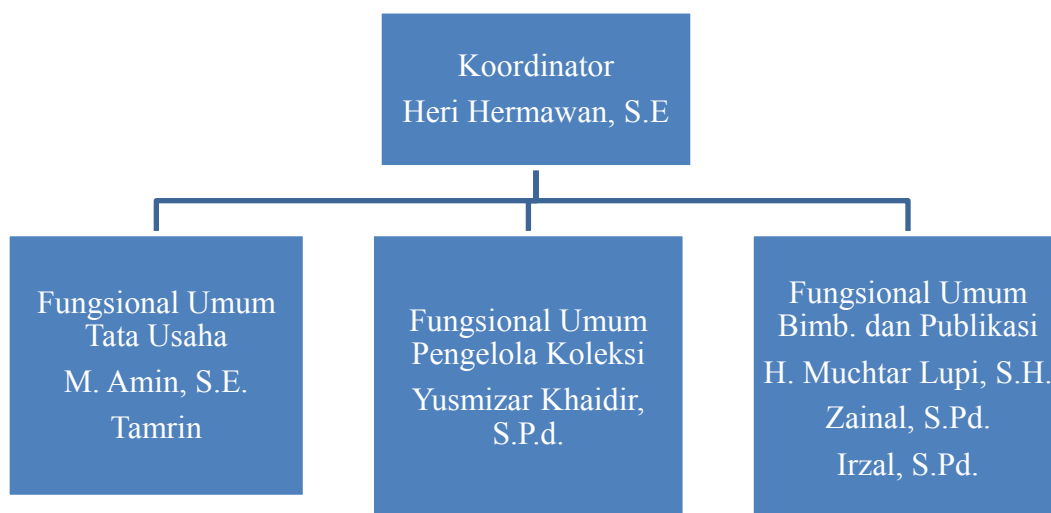 Koordinator
Heri Hermawan, S.E
Fungsional Umum
Tata Usaha
M. Amin, S.E.
Tamrin
Fungsional Umum
Pengelola Koleksi
Yusmizar Khaidir,
S.P.d.
Fungsional Umum
Bimb. dan Publikasi
H. Muchtar Lupi, S.H.
Zainal, S.Pd.
Irzal, S.Pd.